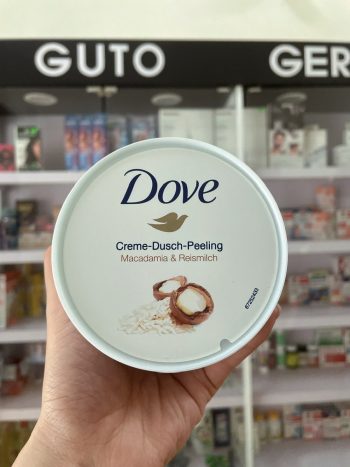 GUTO GER
Dove
Creme-Dusch-Peeling
Macadamia & Reismilch